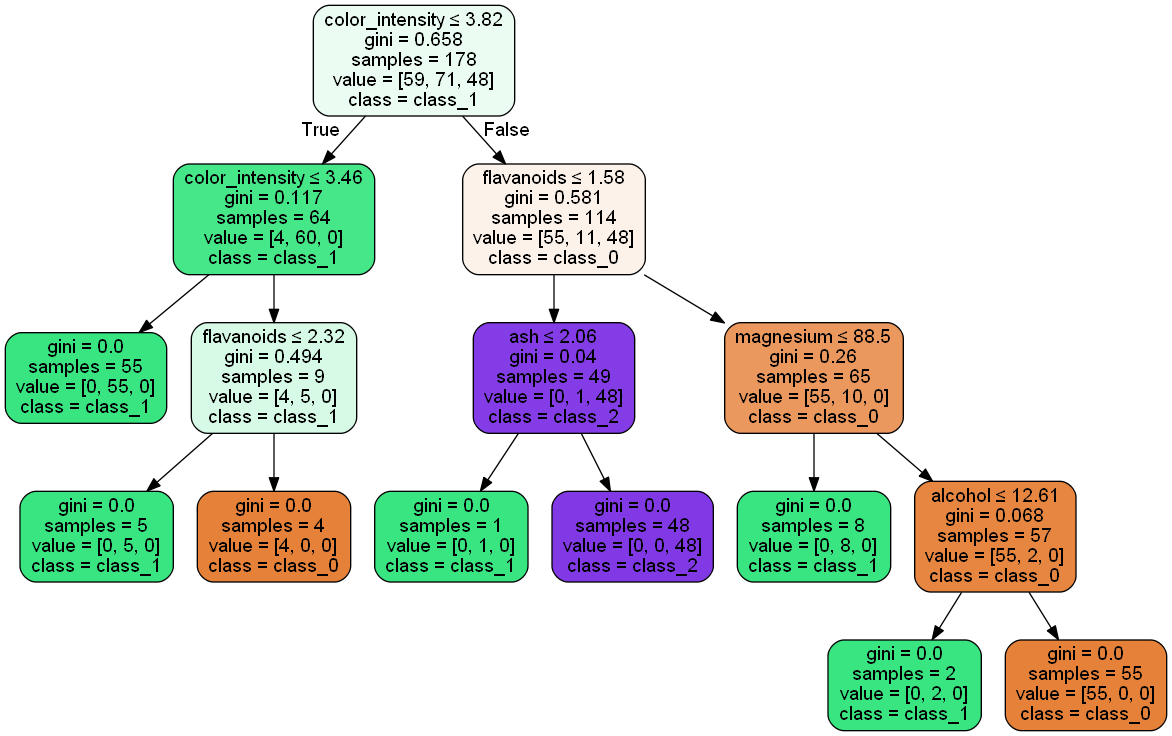 color_intensity ≤ 3.82
gini = 0.658
samples = 178
value = [59, 71, 48]
class = class_1
True
False
color_intensity ≤ 3.46
gini = 0.117
samples = 64
value = [4, 60, 0]
class = class_1
flavanoids ≤ 1.58
gini = 0.581
samples = 114
value = [55, 11, 48]
class = class_0
gini = 0.0
samples = 55
value = [0, 55, 0]
class = class_1
flavanoids ≤ 2.32
gini = 0.494
samples = 9
value = [4, 5, 0]
class = class_1
ash ≤ 2.06
gini = 0.04
samples = 49
value = [0, 1, 48]
class = class_2
magnesium ≤ 88.5
gini = 0.26
samples = 65
value = [55, 10, 0]
class = class_0
gini = 0.0
samples = 5
value = [0, 5, 0]
class = class_1
gini = 0.0
samples = 4
value = [4, 0, 0]
class = class_0
gini = 0.0
samples = 1
value = [0, 1, 0]
class = class_1
gini = 0.0
samples = 48
value = [0, 0, 48]
class = class_2
gini = 0.0
samples = 8
value = [0, 8, 0]
class = class_1
alcohol ≤ 12.61
gini = 0.068
samples = 57
value = [55, 2, 0]
class = class_0
gini = 0.0
samples = 2
value = [0, 2, 0]
class = class_1
gini = 0.0
samples = 55
value = [55, 0, 0]
class = class_0